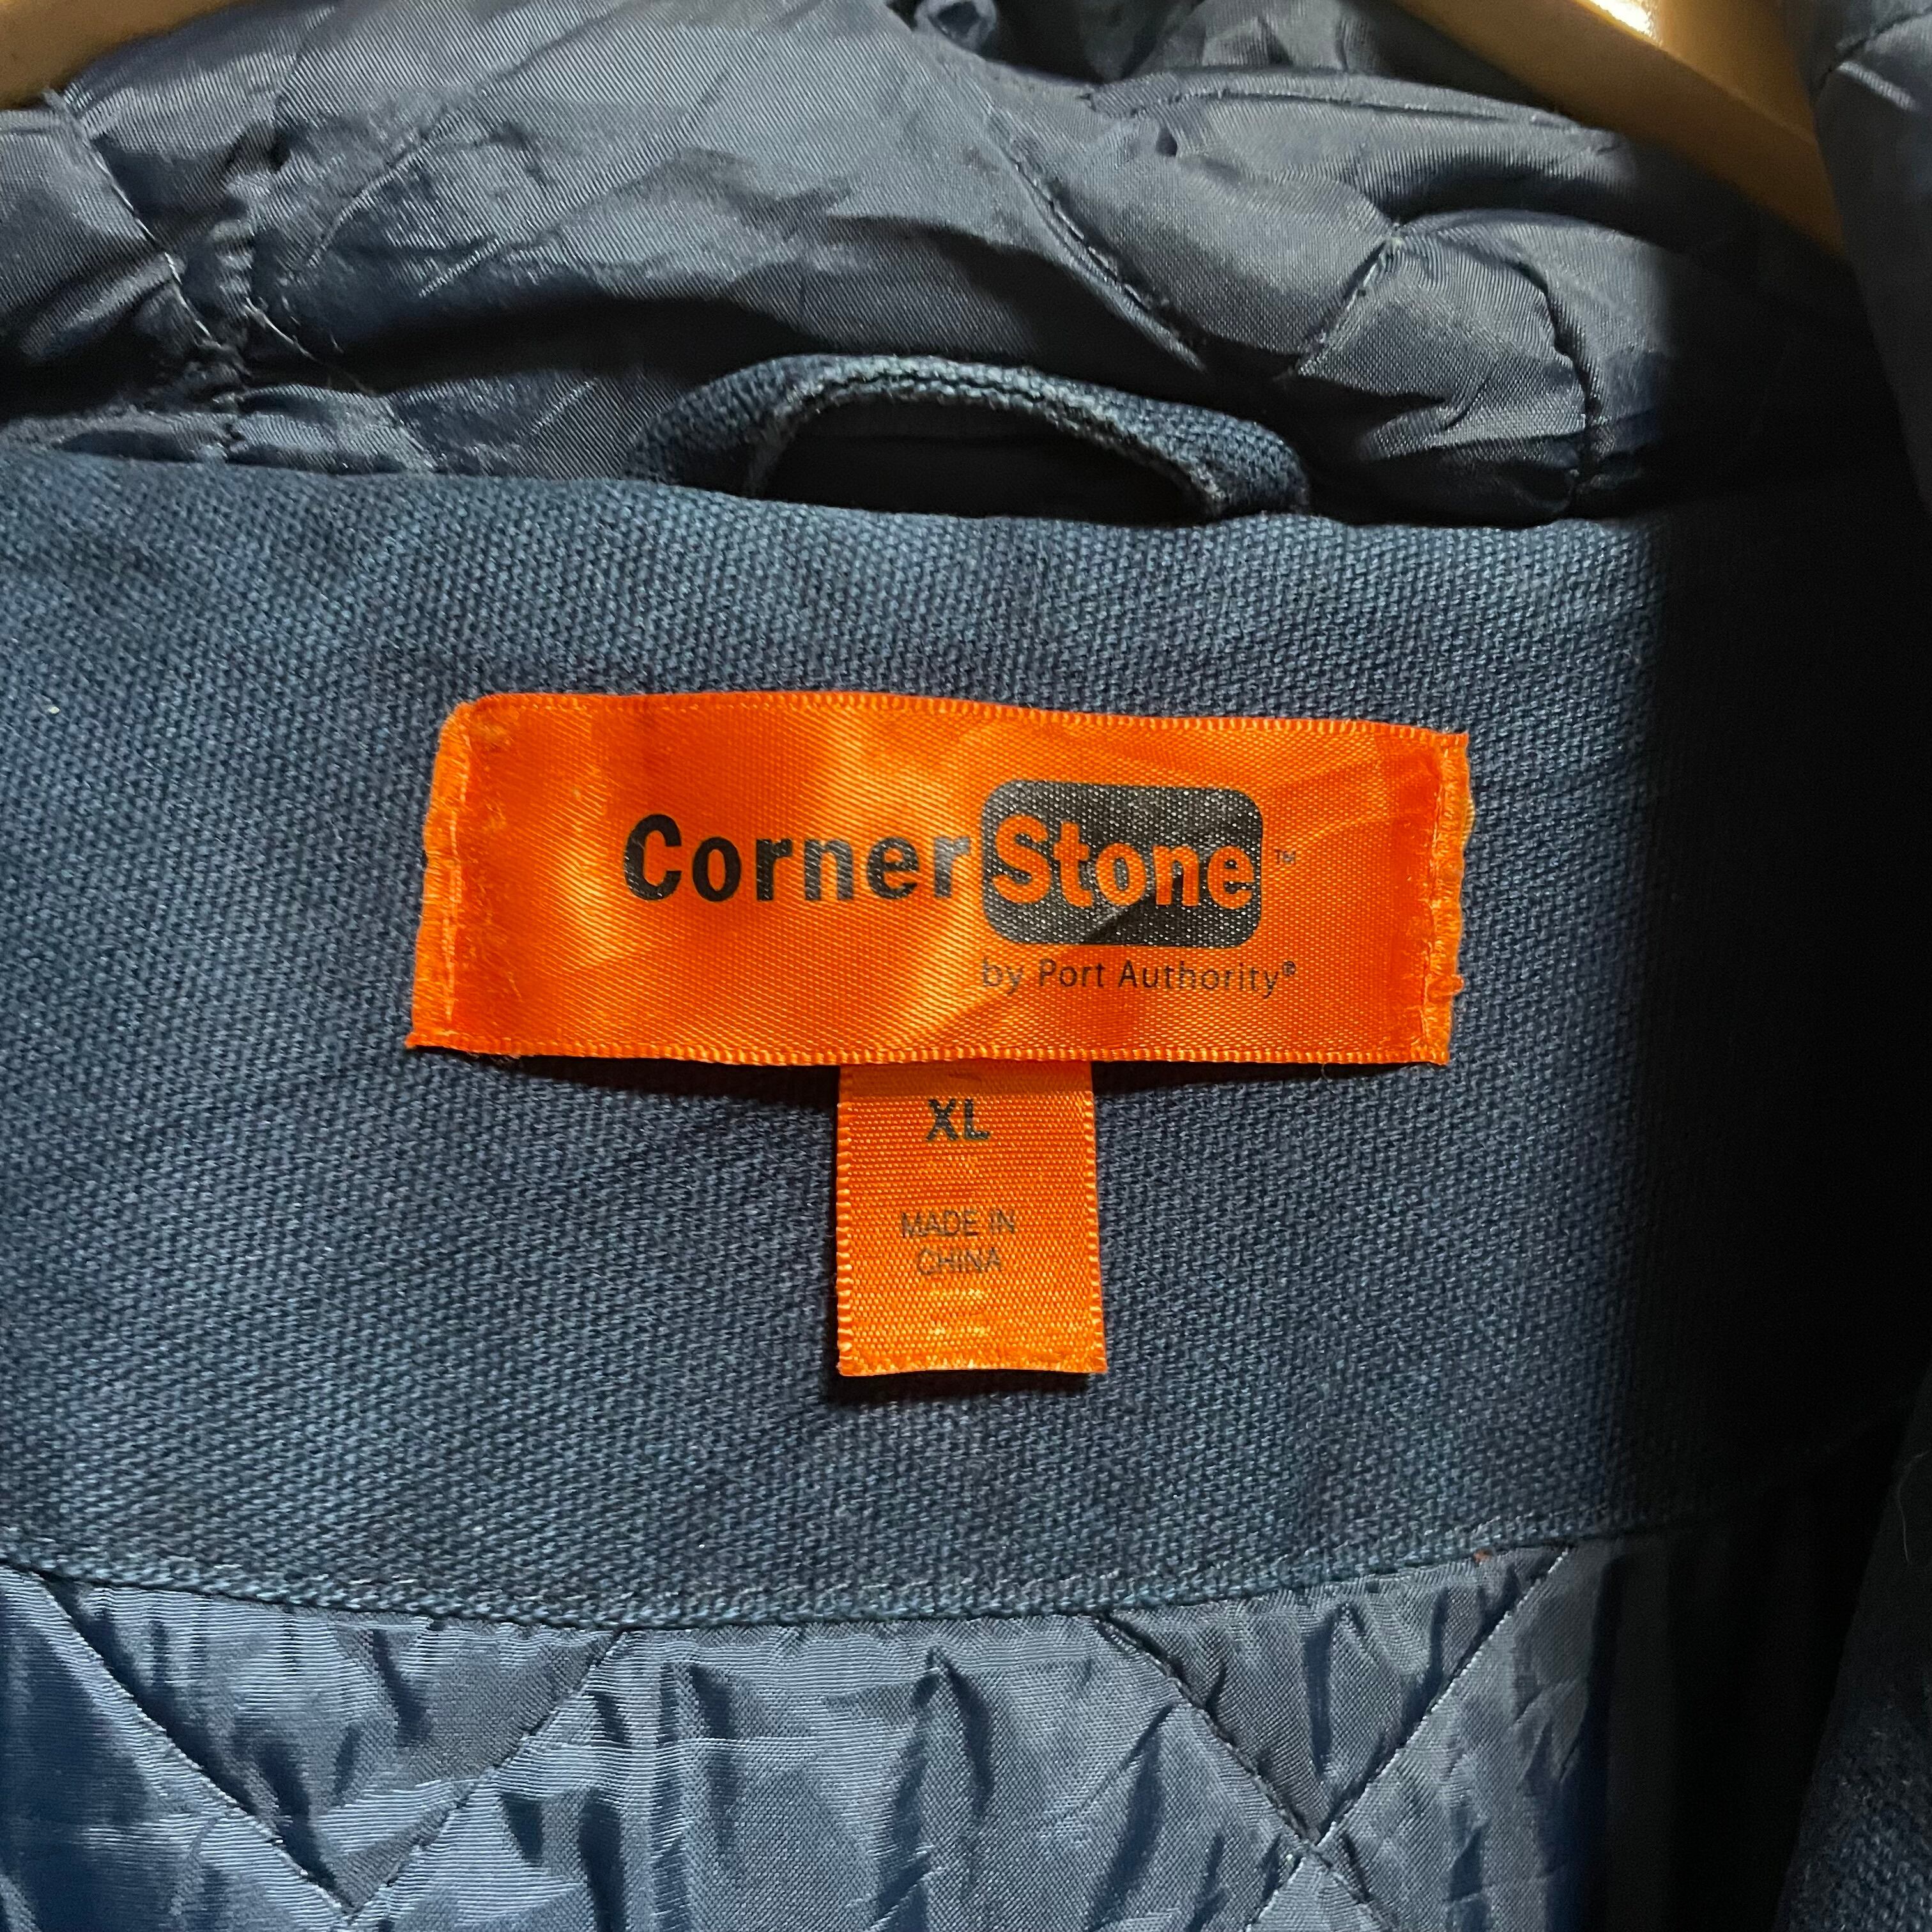 CornerStone™
by Port Authority®
XL
MADE IN
CHINA